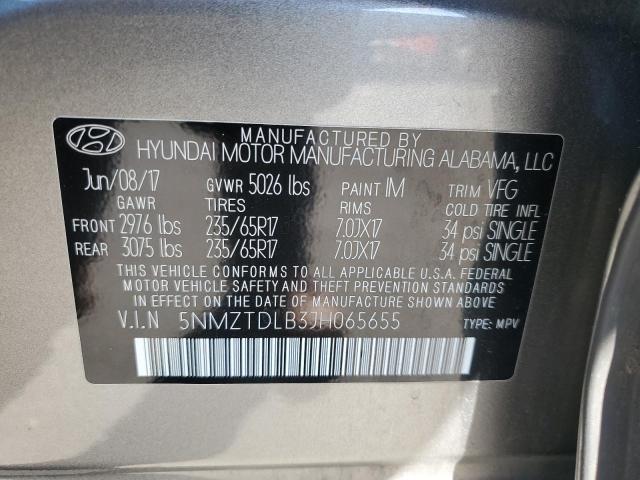 MANUFACTURED BY
HYUNDAI MOTOR MANUFACTURING ALABAMA, LLC
Jun/08/17 GVWR 5026 lbs PAINT IM TRIM VFG
GAWR TIRES RIMS COLD TIRE INFL
FRONT 2976 lbs 235/65R17 7.0JX17 34 psi SINGLE
REAR 3075 lbs 235/65R17 7.0JX17 34 psi SINGLE
THIS VEHICLE CONFORMS TO ALL APPLICABLE U.S.A. FEDERAL
MOTOR VEHICLE SAFETY AND THEFT PREVENTION STANDARDS
IN EFFECT ON THE DATE OF MANUFACTURE SHOWN ABOVE.
V.I.N 5NMZTDLB3JH065655 TYPE: MPV